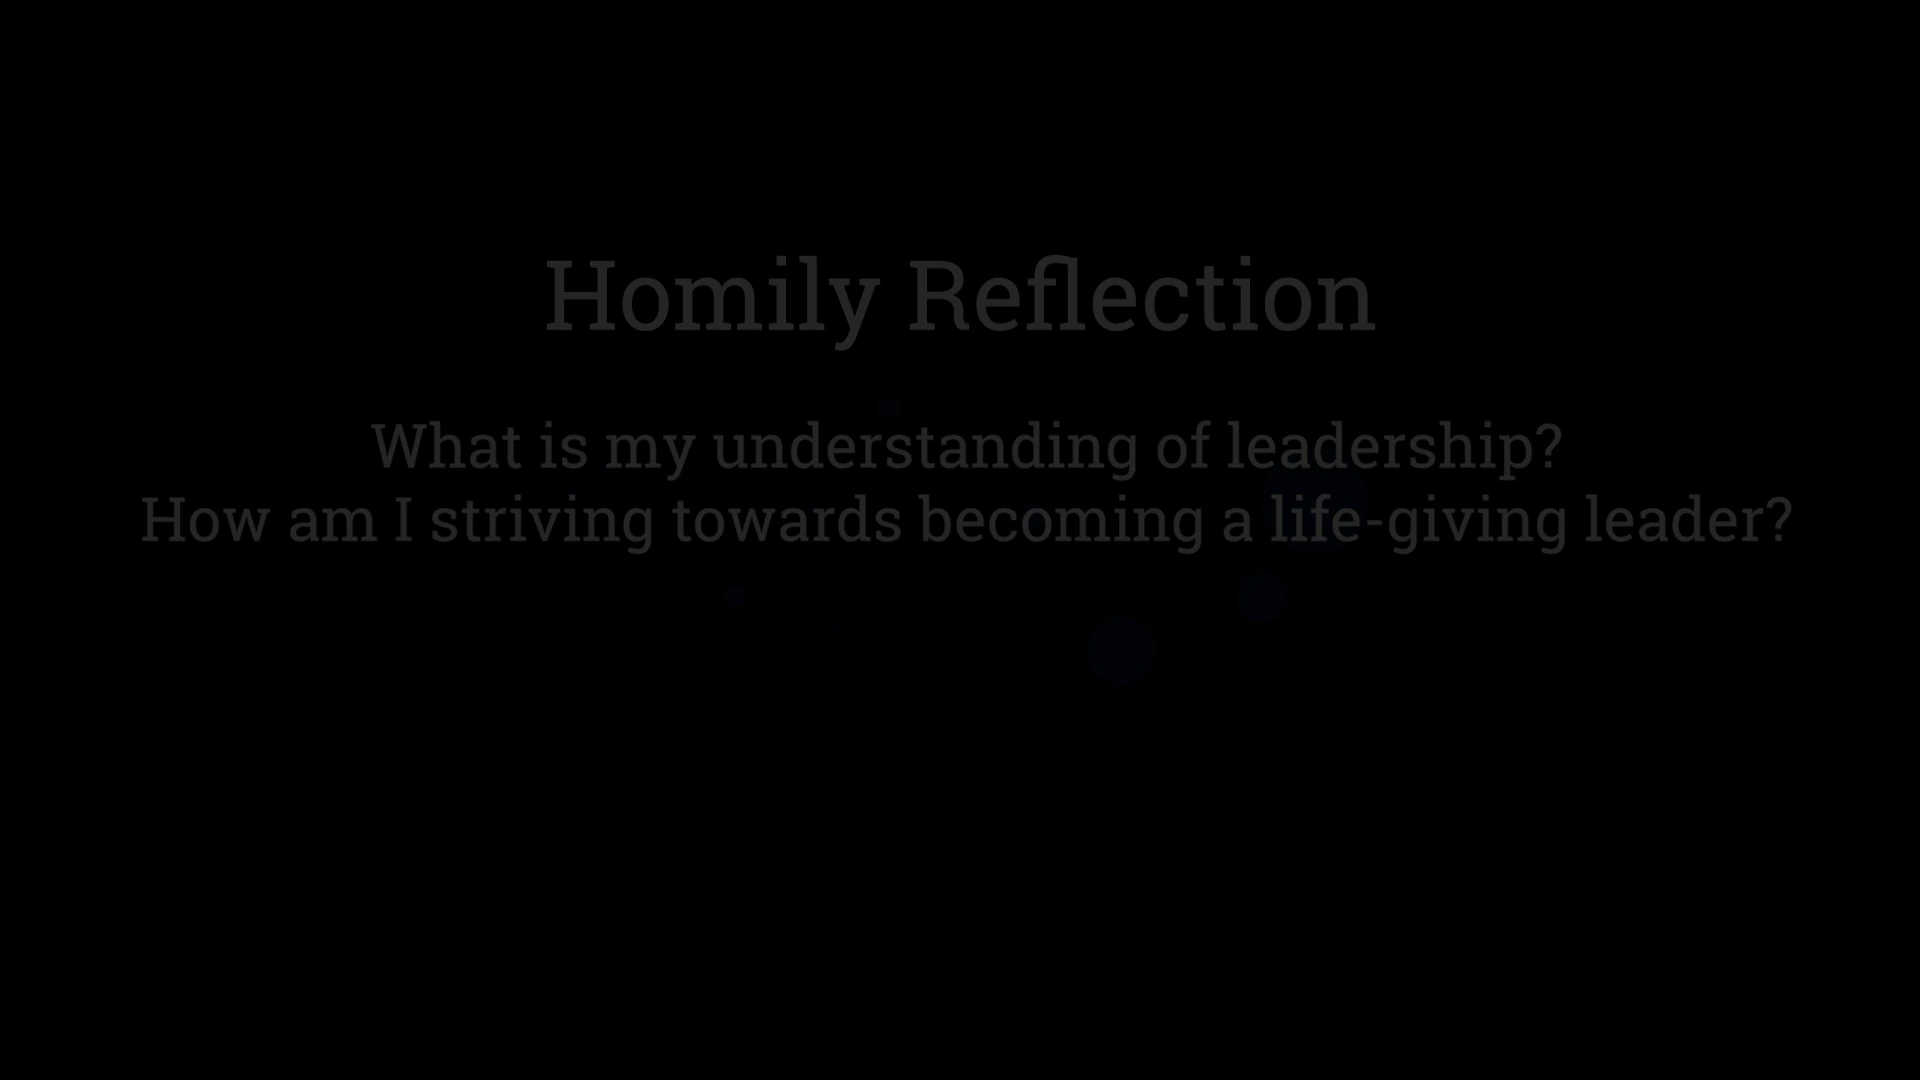 Homily Reflection
What is my understanding of leadership?
How am I striving towards becoming a life-giving leader?